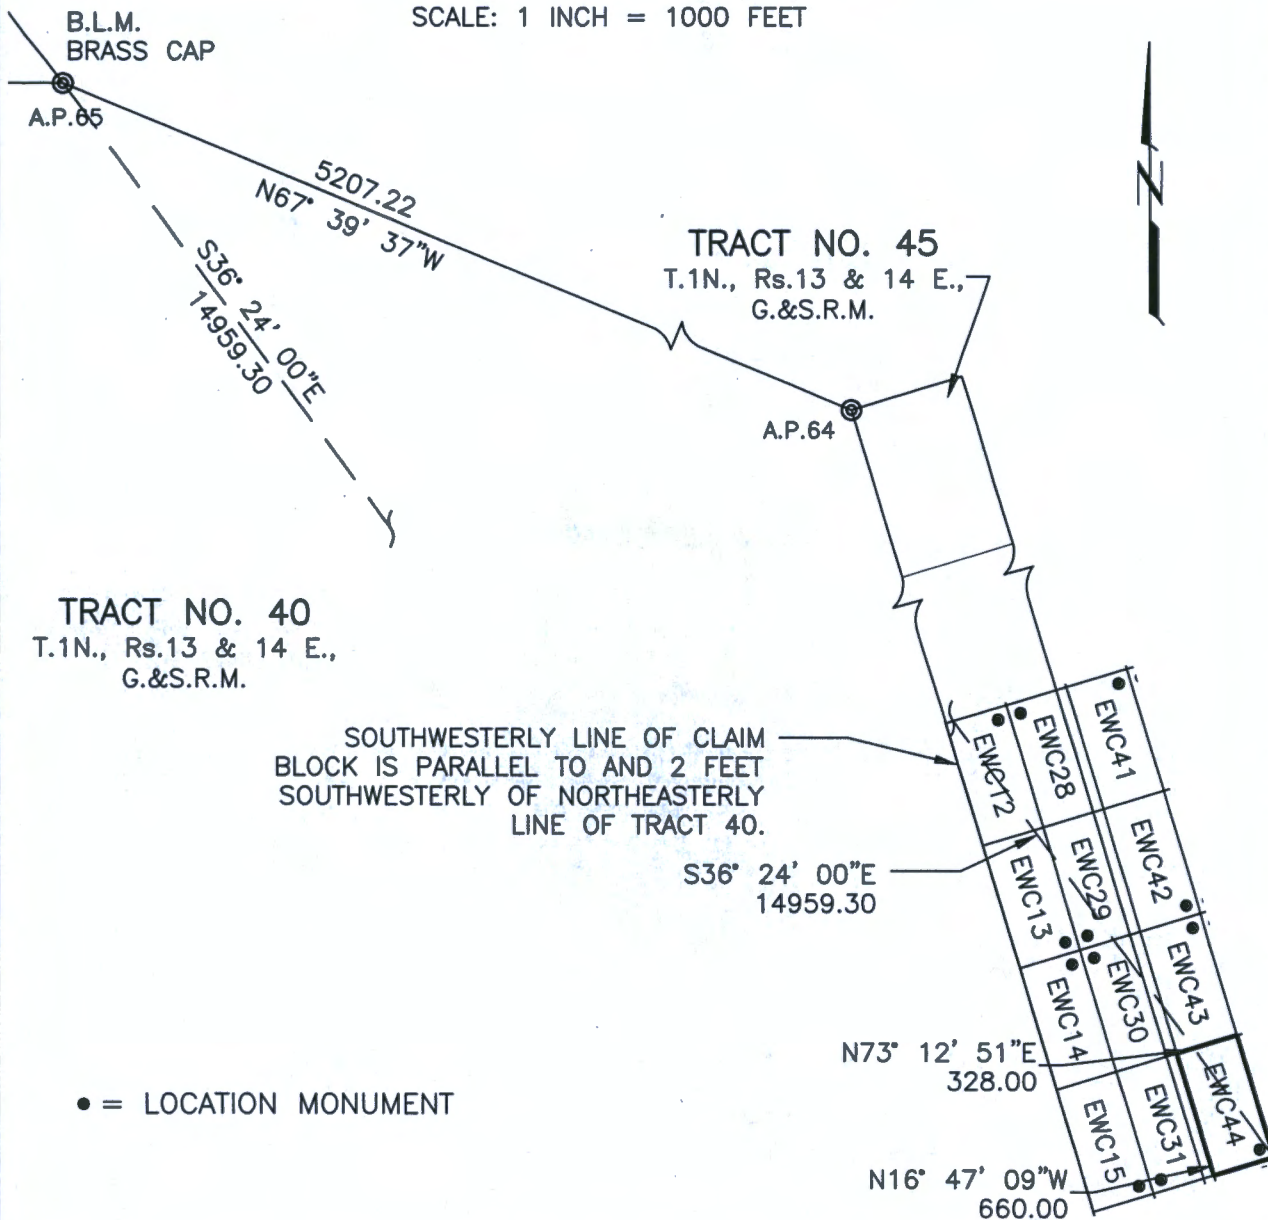 SCALE: 1 INCH = 1000 FEET
B.L.M.
BRASS CAP
A.P.65
5207.22
N67° 39' 37"W
S36° 24' 00"E
14959.30
N
TRACT NO. 45
T.1N., Rs.13 & 14 E.,
G.&S.R.M.
A.P.64
TRACT NO. 40
T.1N., Rs.13 & 14 E.,
G.&S.R.M.
SOUTHWESTERLY LINE OF CLAIM
BLOCK IS PARALLEL TO AND 2 FEET
SOUTHWESTERLY OF NORTHEASTERLY
LINE OF TRACT 40.
EWC12
EWC28
EWC41
S36° 24' 00"E
14959.30
EWC13
EWC29
EWC42
EWC14
EWC30
EWC43
N73° 12' 51"E
328.00
EWC15
EWC31
EWC44
N16° 47' 09"W
660.00
● = LOCATION MONUMENT